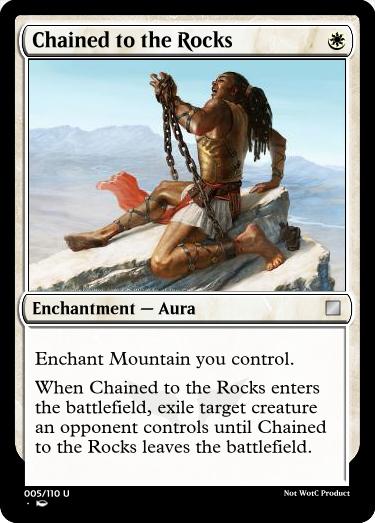 Chained to the Rocks
Enchantment — Aura
Enchant Mountain you control.
When Chained to the Rocks enters
the battlefield, exile target creature
an opponent controls until Chained
to the Rocks leaves the battlefield.
005/110 U
Not WotC Product